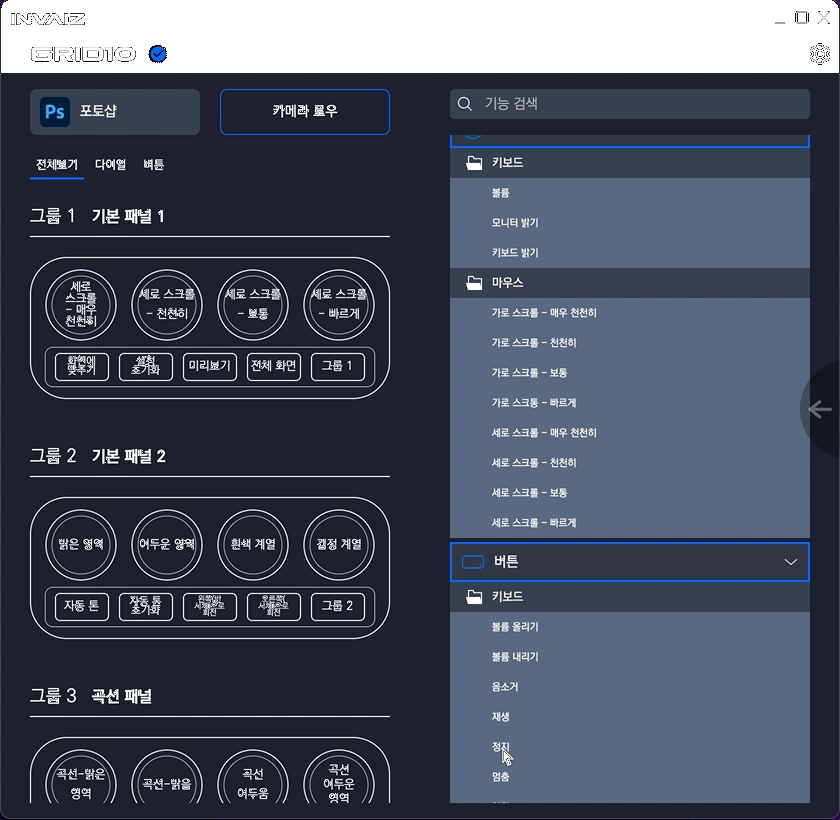 INVAIZ
GRID10
Ps 포토샵
카메라 로우
기능 검색
전체보기 다이얼 버튼
그룹 1 기본 패널 1
세로
스크롤
- 매우
천천히
세로 스크롤
- 천천히
세로 스크롤
- 보통
세로 스크롤
- 빠르게
화면에
맞추기
설정
초기화
미리보기
전체 화면
그룹 1
그룹 2 기본 패널 2
밝은 영역
어두운 영역
흰색 계열
검정 계열
자동 톤
자동 톤
초기화
회전
회전
그룹 2
그룹 3 곡선 패널
곡선-밝은
영역
곡선-밝음
곡선
어두움
곡선
어두운
영역
키보드
볼륨
모니터 밝기
키보드 밝기
마우스
가로 스크롤 - 매우 천천히
가로 스크롤 - 천천히
가로 스크롤 - 보통
가로 스크통 - 빠르게
세로 스크롤 - 매우 천천히
세로 스크롤 - 천천히
세로 스크롤 - 보통
세로 스크롤 - 빠르게
버튼
키보드
볼륨 올리기
볼륨 내리기
음소거
재생
정지
멈춤